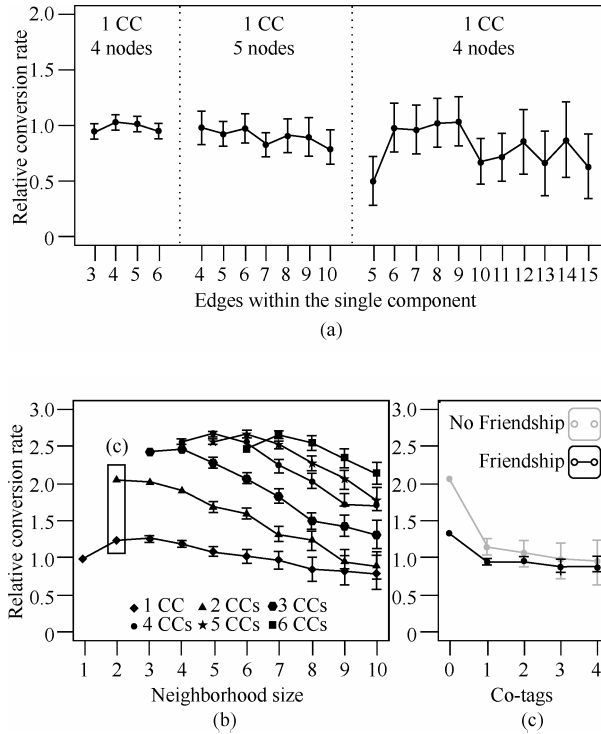 1 CC 1 CC 1 CC
4 nodes 5 nodes 4 nodes
Relative conversion rate
2.0
1.5
1.0
0.5
0
3 4 5 6 4 5 6 7 8 9 10 5 6 7 8 9 10 11 12 13 14 15
Edges within the single component
(a)
Relative conversion rate
3.0
2.5
2.0
1.5
1.0
0.5
0
(c)
1 CC 2 CCs 3 CCs
4 CCs 5 CCs 6 CCs
1 2 3 4 5 6 7 8 9 10
Neighborhood size
(b)
3.0
2.5
2.0
1.5
1.0
0.5
0
No Friendship
Friendship
0 1 2 3 4
Co-tags
(c)